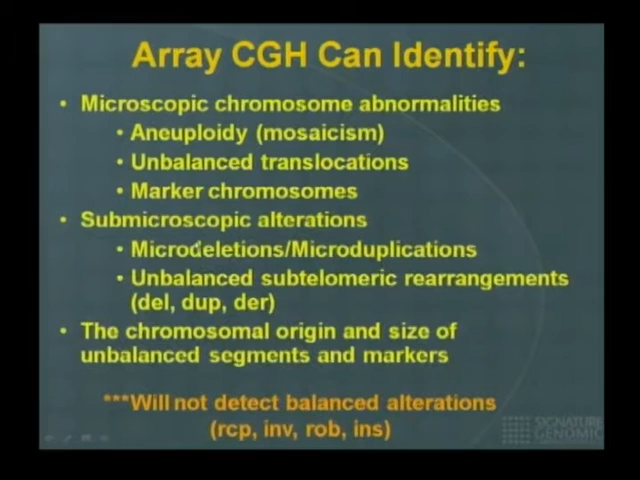 Array CGH Can Identify:
• Microscopic chromosome abnormalities
• Aneuploidy (mosaicism)
• Unbalanced translocations
• Marker chromosomes
• Submicroscopic alterations
• Microdeletions/Microduplications
• Unbalanced subtelomeric rearrangements
(del, dup, der)
• The chromosomal origin and size of
unbalanced segments and markers
***Will not detect balanced alterations
(rcp, inv, rob, ins)
SIGNATURE
GENOMIC